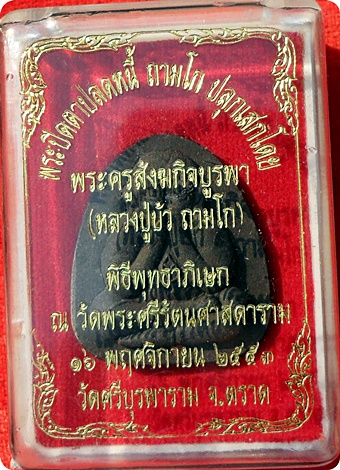 พระปิดตาปลดหนี้ ถามโก ปลุกเสกโดย
พระครูสังฆกิจบูรพา
(หลวงปู่บัว ถามโก)
พิธีพุทธาภิเษก
ณ วัดพระศรีรัตนศาสดาราม
๑๖ พฤศจิกายน ๒๕๕๓
วัดศรีบุรพาราม จ.ตราด